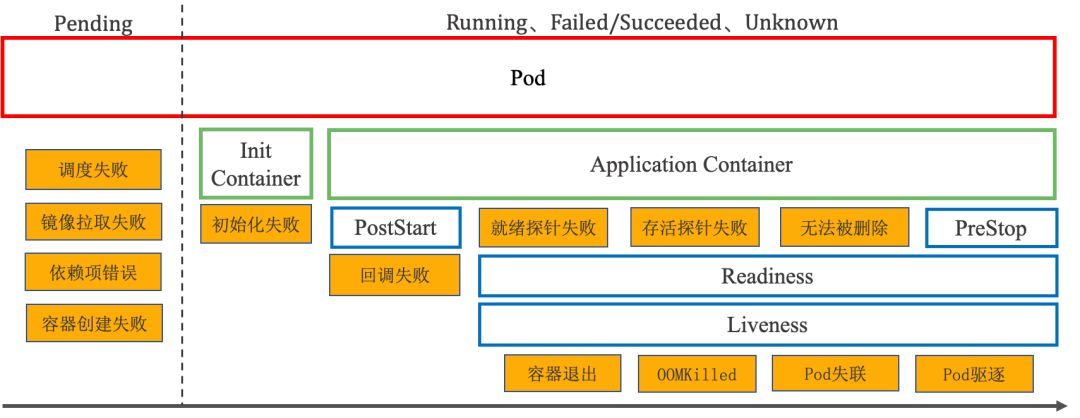 Pending
Running、Failed/Succeeded、Unknown
Pod
Init
Container
Application Container
调度失败
镜像拉取失败
依赖项错误
容器创建失败
初始化失败
PostStart
就绪探针失败
存活探针失败
无法被删除
PreStop
回调失败
Readiness
Liveness
容器退出
OOMKilled
Pod失联
Pod驱逐